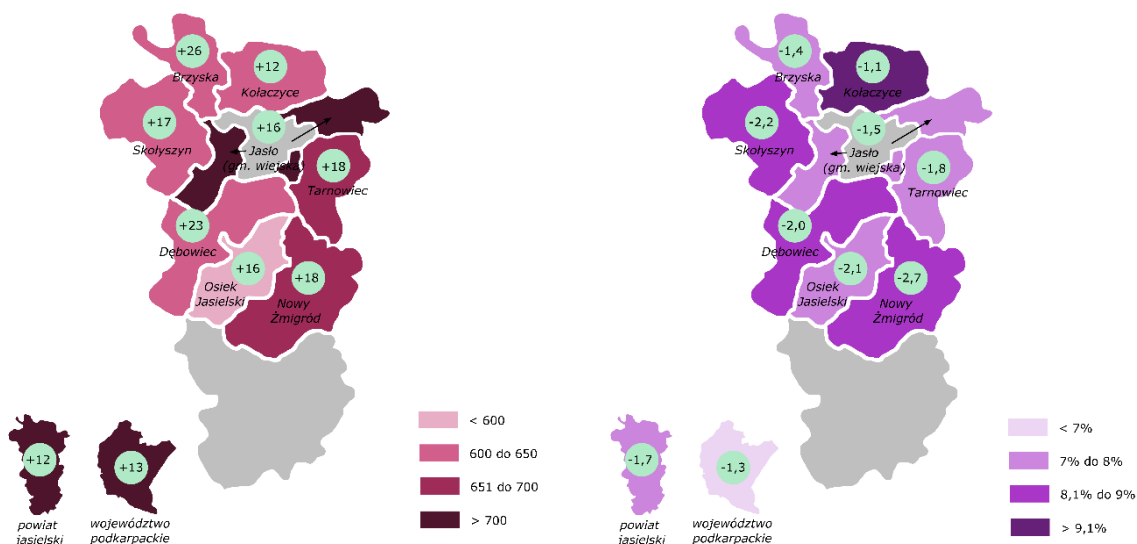 +26
Brzyska
+12
Kołaczyce
+17
Skołyszyn
+16
Jasło
(gm. wiejska)
+18
Tarnowiec
+23
Dębowiec
+16
Osiek
Jasielski
+18
Nowy
Żmigród
+12
powiat
jasielski
+13
województwo
podkarpackie
< 600
600 do 650
651 do 700
> 700
-1,4
Brzyska
-1,1
Kołaczyce
-2,2
Skołyszyn
-1,5
Jasło
(gm. wiejska)
-1,8
Tarnowiec
-2,0
Dębowiec
-2,1
Osiek
Jasielski
-2,7
Nowy
Żmigród
-1,7
powiat
jasielski
-1,3
województwo
podkarpackie
< 7%
7% do 8%
8,1% do 9%
> 9,1%